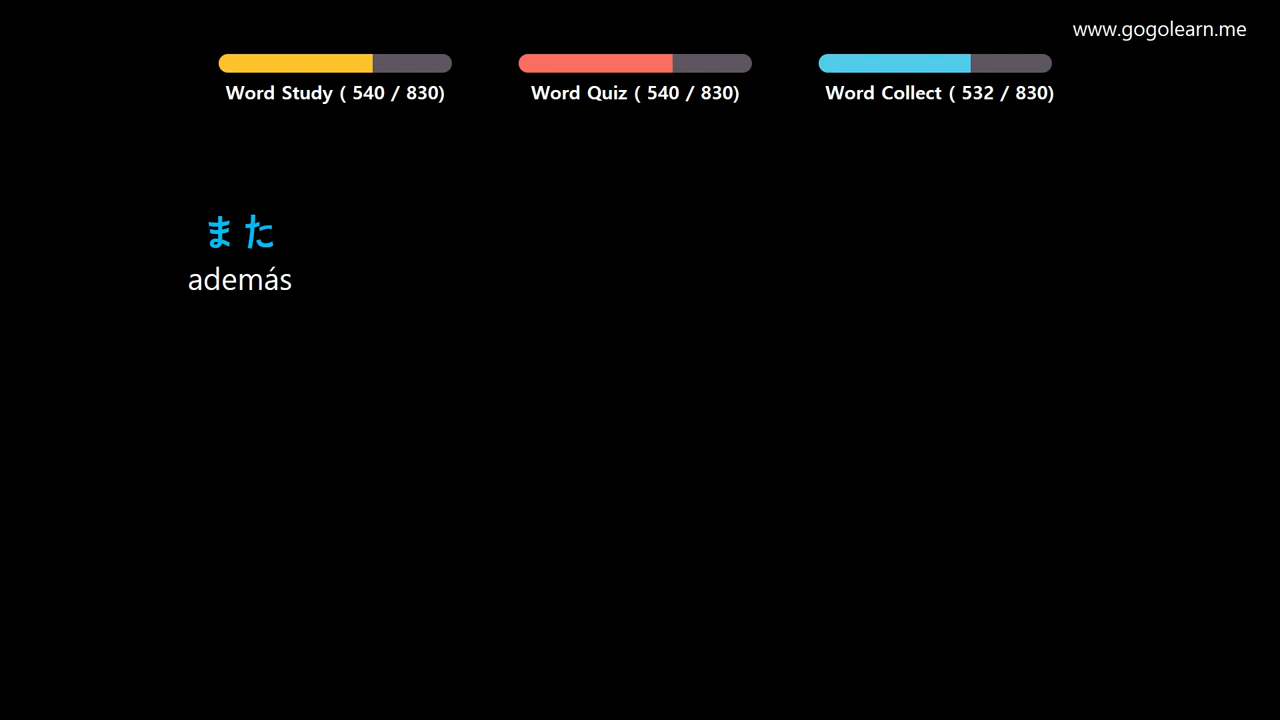 www.gogolearn.me
Word Study ( 540 / 830)
Word Quiz ( 540 / 830)
Word Collect ( 532 / 830)
また
además